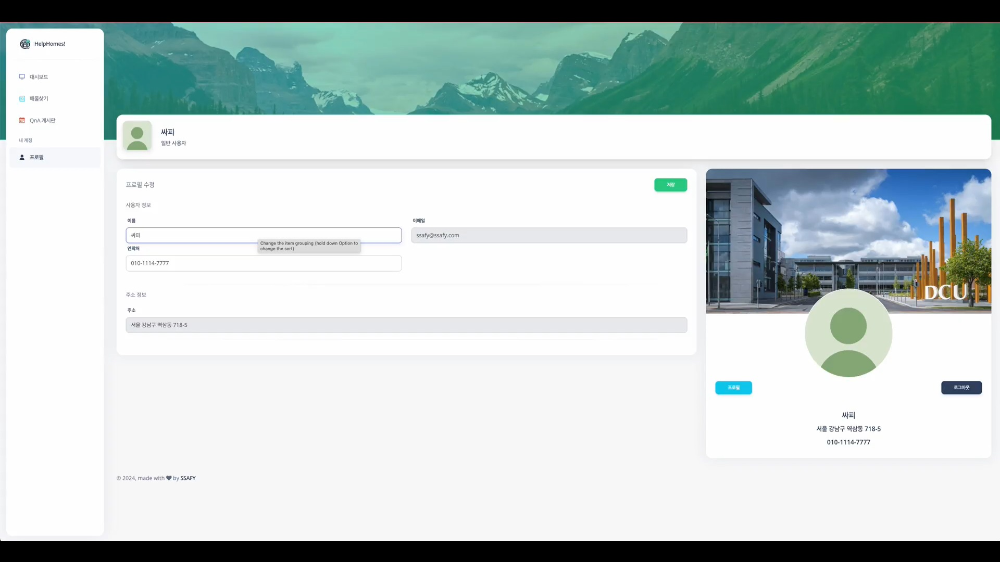 HelpHomes!
대시보드
매물찾기
QnA 게시판
내 계정
프로필
싸피
일반 사용자
프로필 수정
저장
사용자 정보
이름
이메일
싸피
ssafy@ssafy.com
Change the item grouping (hold down Option to
change the sort)
연락처
010-1114-7777
주소 정보
주소
서울 강남구 역삼동 718-5
DCU
프로필
로그아웃
싸피
서울 강남구 역삼동 718-5
010-1114-7777
© 2024, made with ♥ by SSAFY